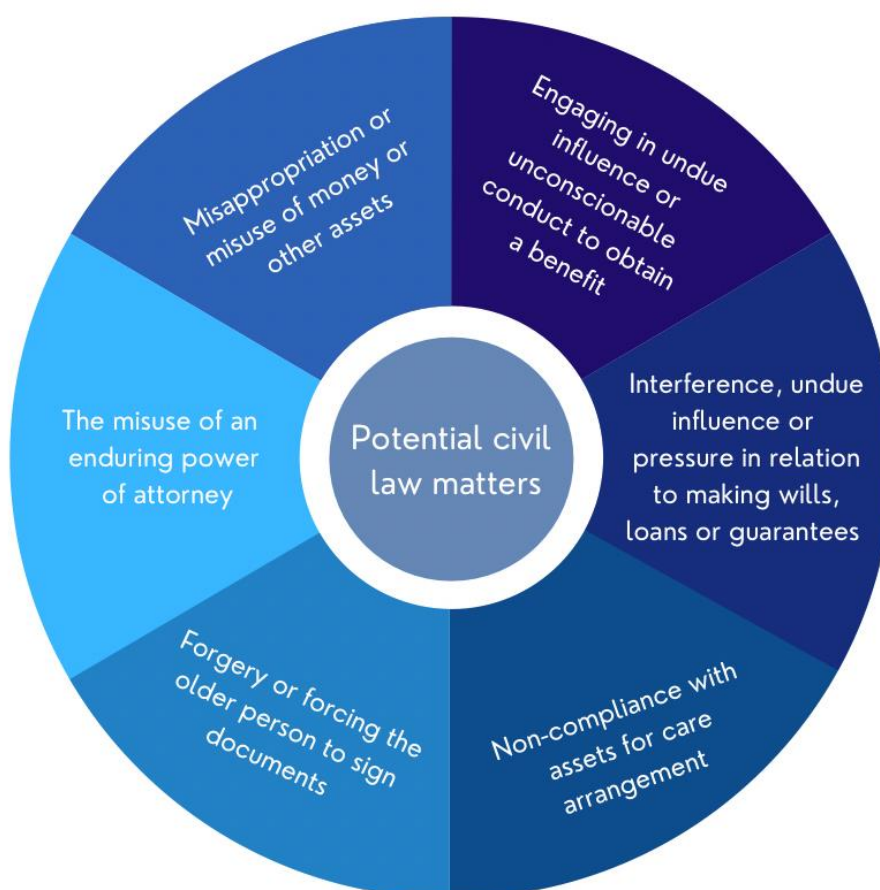 Engaging in undue
influence or
unconscionable
conduct to obtain
a benefit
Interference, undue
influence or
pressure in relation
to making wills,
loans or guarantees
Non-compliance with
assets for care
arrangement
Forgery or forcing the
older person to sign
documents
The misuse of an
enduring power
of attorney
Misappropriation or
misuse of money or
other assets
Potential civil
law matters